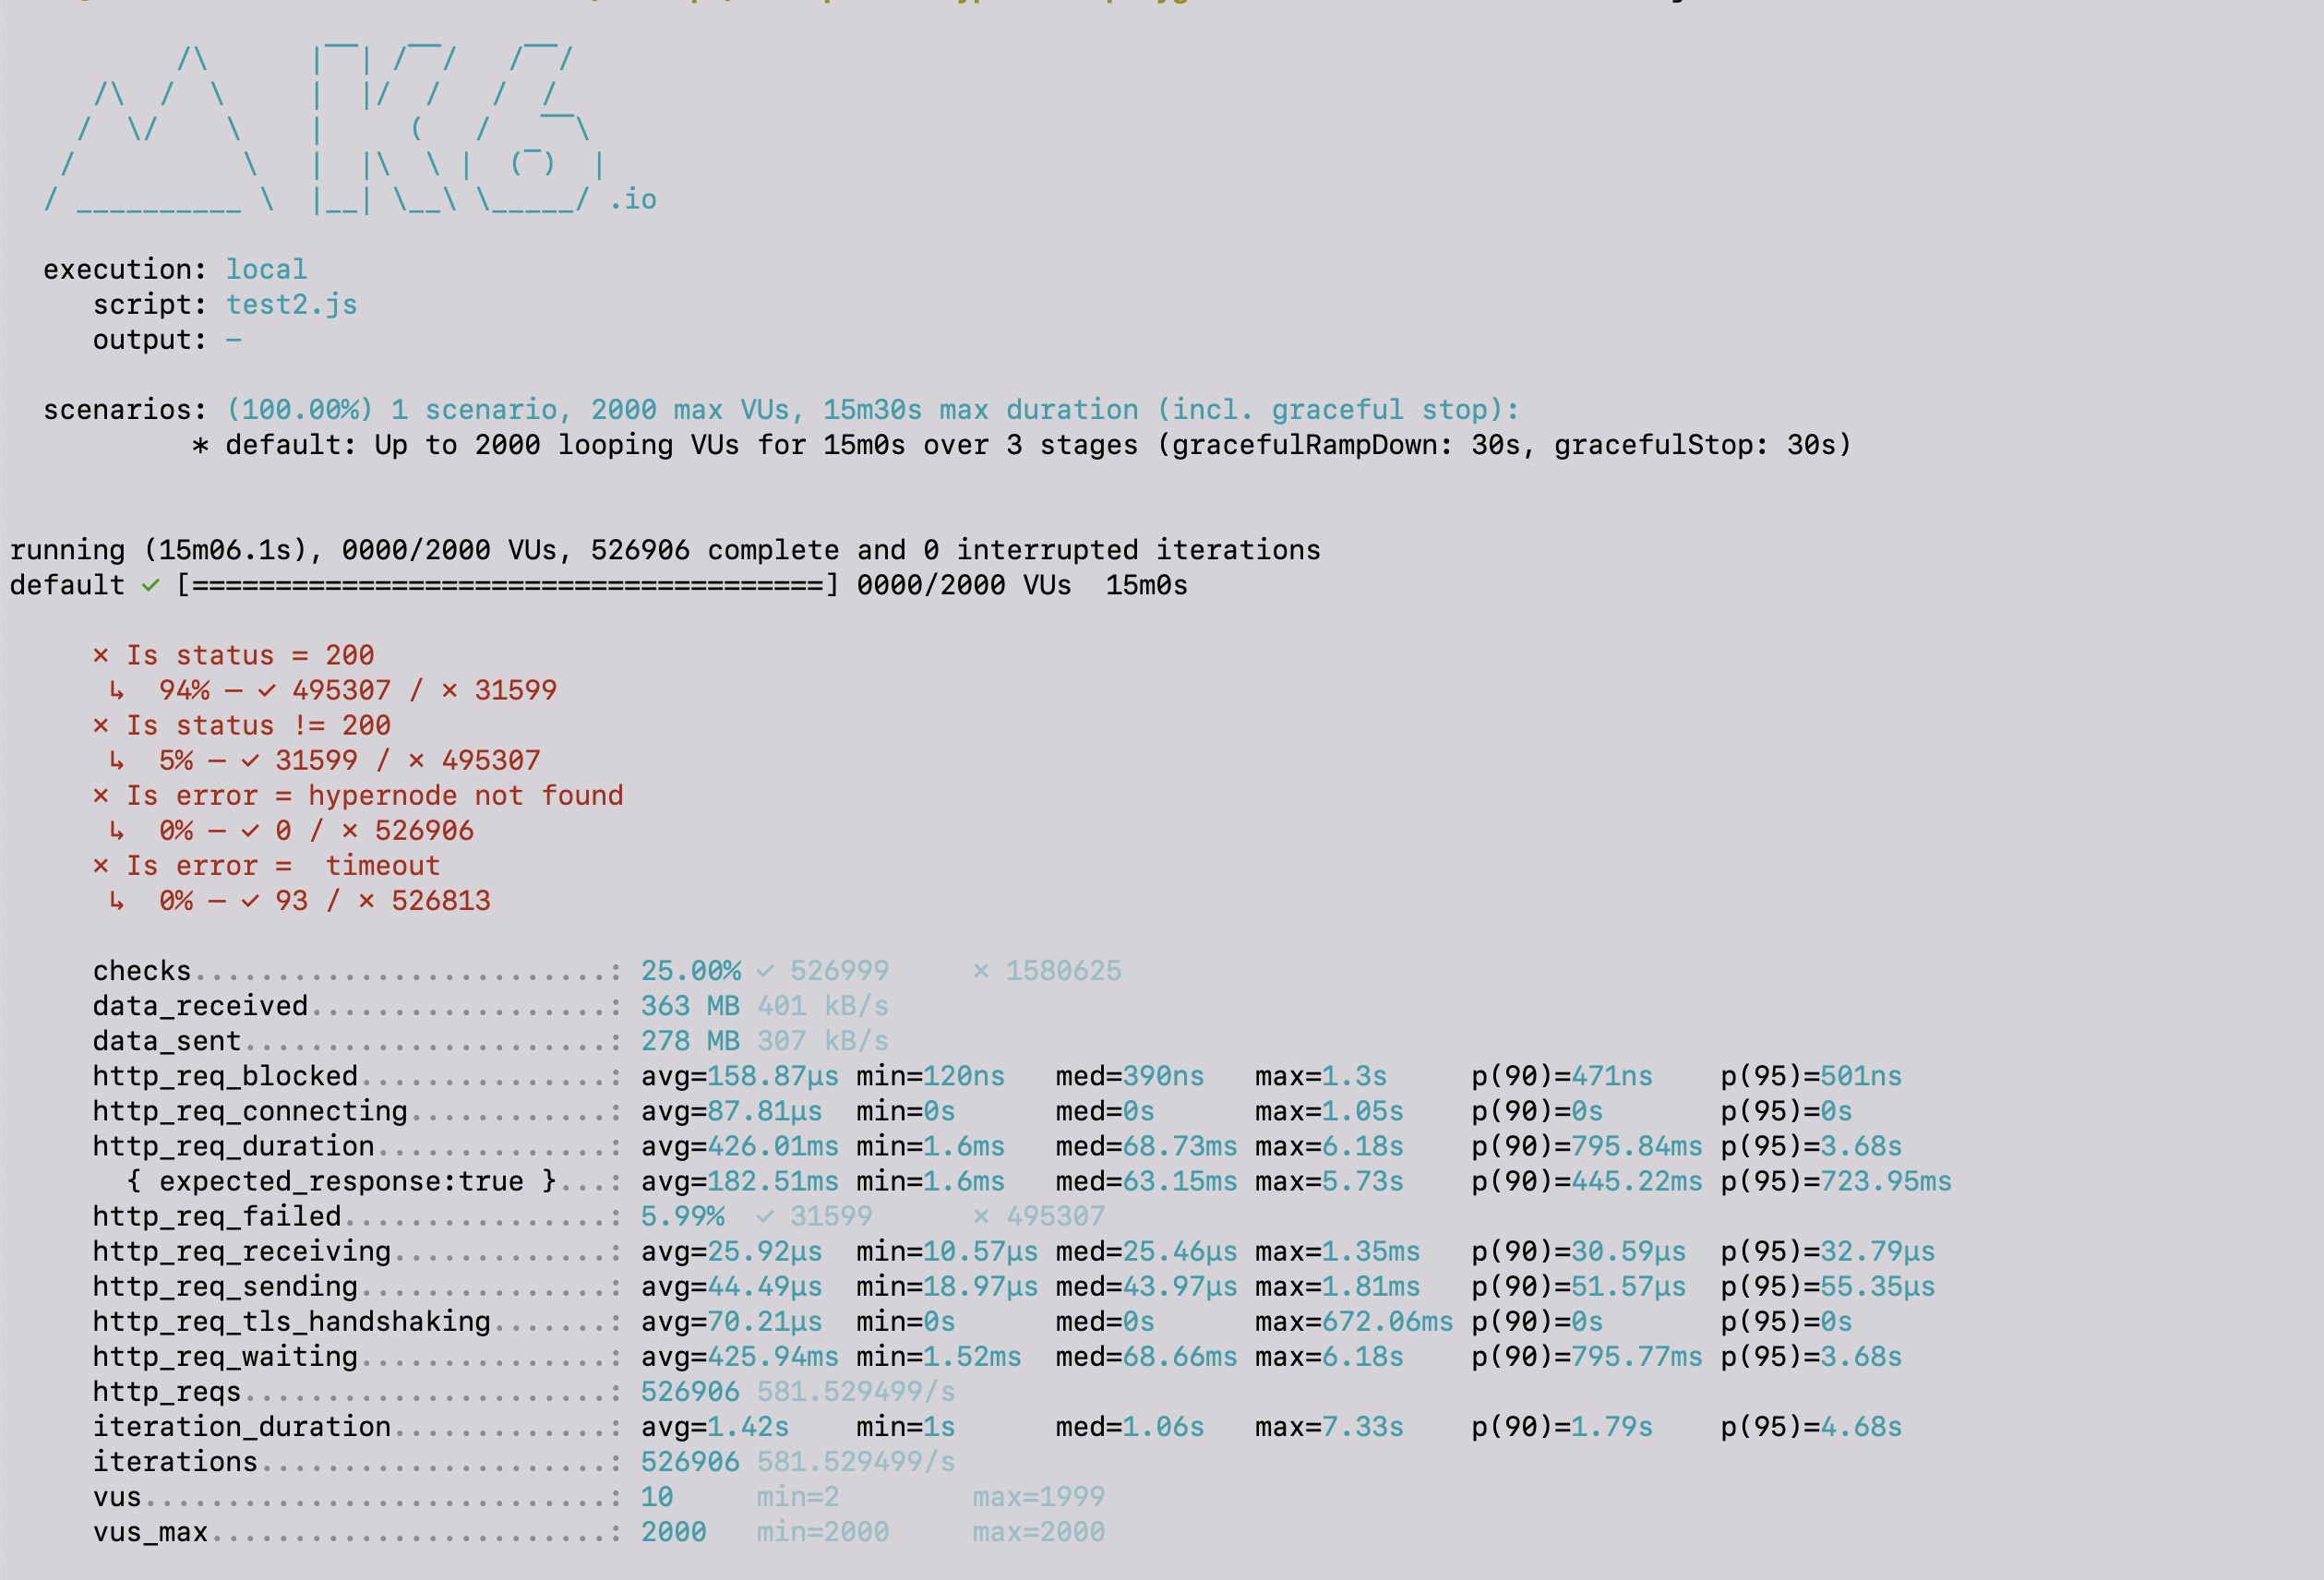 /\      |‾‾| /‾‾/   /‾‾/
/\  /  \     |  |/  /   /  /
/  \/    \    |     (   /   ‾‾\
/          \   |  |\  \ |  (‾)  |
/ __________ \  |__| \__\ \_____/ .io
execution: local
script: test2.js
output: –
scenarios: (100.00%) 1 scenario, 2000 max VUs, 15m30s max duration (incl. graceful stop):
* default: Up to 2000 looping VUs for 15m0s over 3 stages (gracefulRampDown: 30s, gracefulStop: 30s)
running (15m06.1s), 0000/2000 VUs, 526906 complete and 0 interrupted iterations
default ✓ [======================================] 0000/2000 VUs  15m0s
✗ Is status = 200
↳  94% — ✓ 495307 / ✗ 31599
✗ Is status != 200
↳  5% — ✓ 31599 / ✗ 495307
✗ Is error = hypernode not found
↳  0% — ✓ 0 / ✗ 526906
✗ Is error =  timeout
↳  0% — ✓ 93 / ✗ 526813
checks.........................: 25.00% ✓ 526999     ✗ 1580625
data_received..................: 363 MB 401 kB/s
data_sent......................: 278 MB 307 kB/s
http_req_blocked...............: avg=158.87µs min=120ns   med=390ns   max=1.3s     p(90)=471ns    p(95)=501ns
http_req_connecting............: avg=87.81µs  min=0s      med=0s      max=1.05s    p(90)=0s       p(95)=0s
http_req_duration..............: avg=426.01ms min=1.6ms   med=68.73ms max=6.18s    p(90)=795.84ms p(95)=3.68s
{ expected_response:true }...: avg=182.51ms min=1.6ms   med=63.15ms max=5.73s    p(90)=445.22ms p(95)=723.95ms
http_req_failed................: 5.99%  ✓ 31599      ✗ 495307
http_req_receiving.............: avg=25.92µs  min=10.57µs med=25.46µs max=1.35ms   p(90)=30.59µs  p(95)=32.79µs
http_req_sending...............: avg=44.49µs  min=18.97µs med=43.97µs max=1.81ms   p(90)=51.57µs  p(95)=55.35µs
http_req_tls_handshaking.......: avg=70.21µs  min=0s      med=0s      max=672.06ms p(90)=0s       p(95)=0s
http_req_waiting...............: avg=425.94ms min=1.52ms  med=68.66ms max=6.18s    p(90)=795.77ms p(95)=3.68s
http_reqs......................: 526906 581.529499/s
iteration_duration.............: avg=1.42s    min=1s      med=1.06s   max=7.33s    p(90)=1.79s    p(95)=4.68s
iterations.....................: 526906 581.529499/s
vus............................: 10     min=2        max=1999
vus_max........................: 2000   min=2000     max=2000